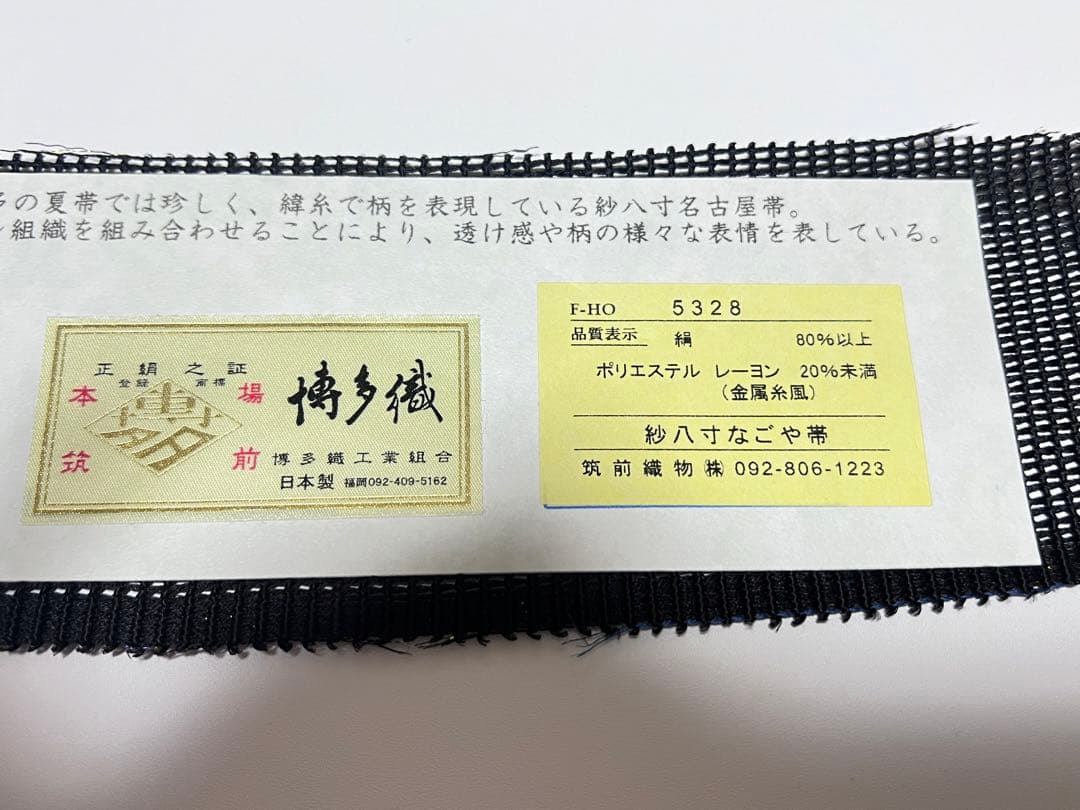 の夏帯では珍しく、緯糸で柄を表現している紗八寸名古屋帯。
組織を組み合わせることにより、透け感や柄の様々な表情を表している。
正絹之証
登録商標
本場
筑前
博多
博多織
博多織工業組合
日本製 福岡092-409-5162
F-HO 5328
品質表示 絹 80%以上
ポリエステル レーヨン 20%未満
(金属糸風)
紗八寸なごや帯
筑前織物㈱ 092-806-1223